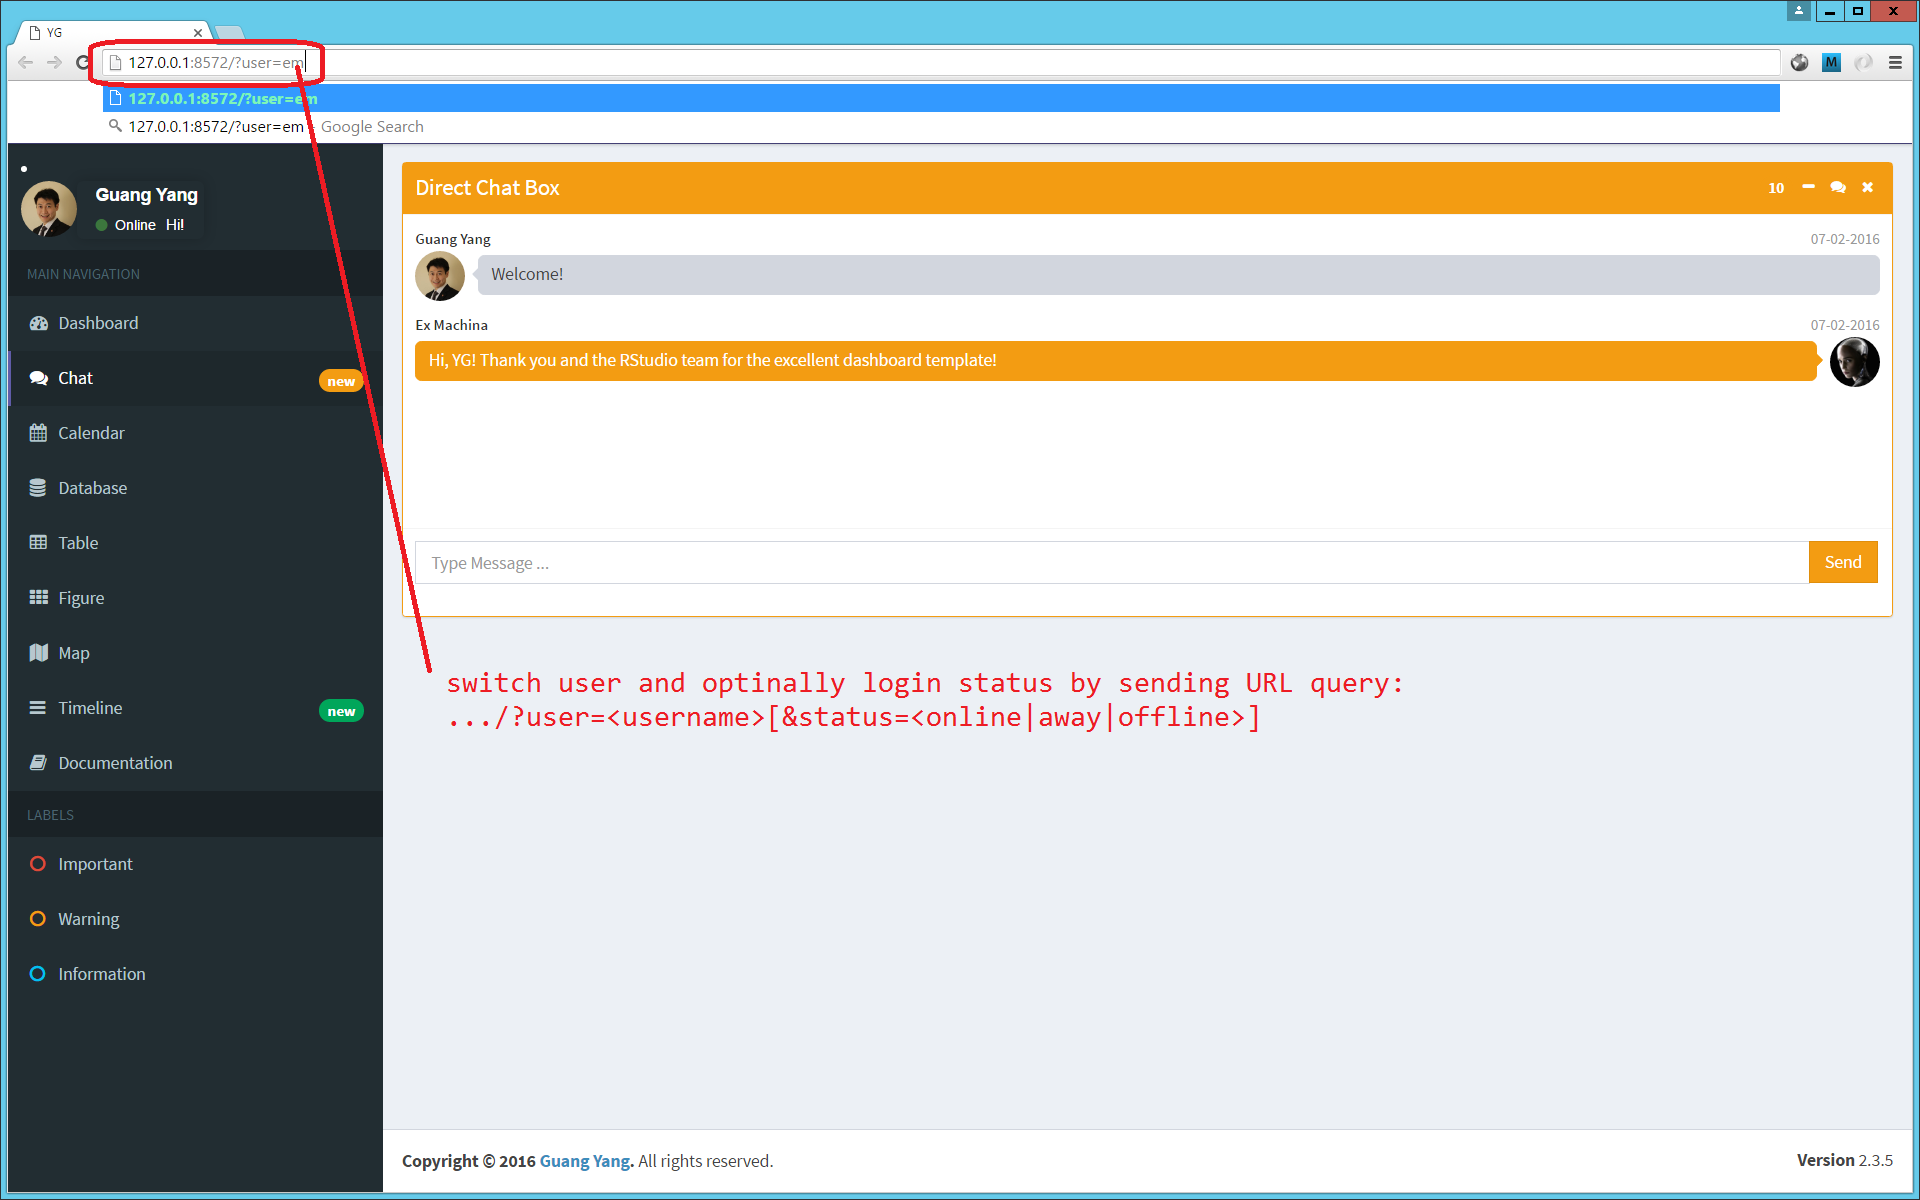 YG
127.0.0.1:8572/?user=em
127.0.0.1:8572/?user=em
127.0.0.1:8572/?user=em - Google Search
M
Guang Yang
Online Hi!
MAIN NAVIGATION
Dashboard
Chat new
Calendar
Database
Table
Figure
Map
Timeline new
Documentation
LABELS
Important
Warning
Information
Direct Chat Box 10
Guang Yang 07-02-2016
Welcome!
Ex Machina 07-02-2016
Hi, YG! Thank you and the RStudio team for the excellent dashboard template!
Type Message ... Send
switch user and optinally login status by sending URL query:
.../?user=<username>[&status=<online|away|offline>]
Copyright © 2016 Guang Yang. All rights reserved. Version 2.3.5